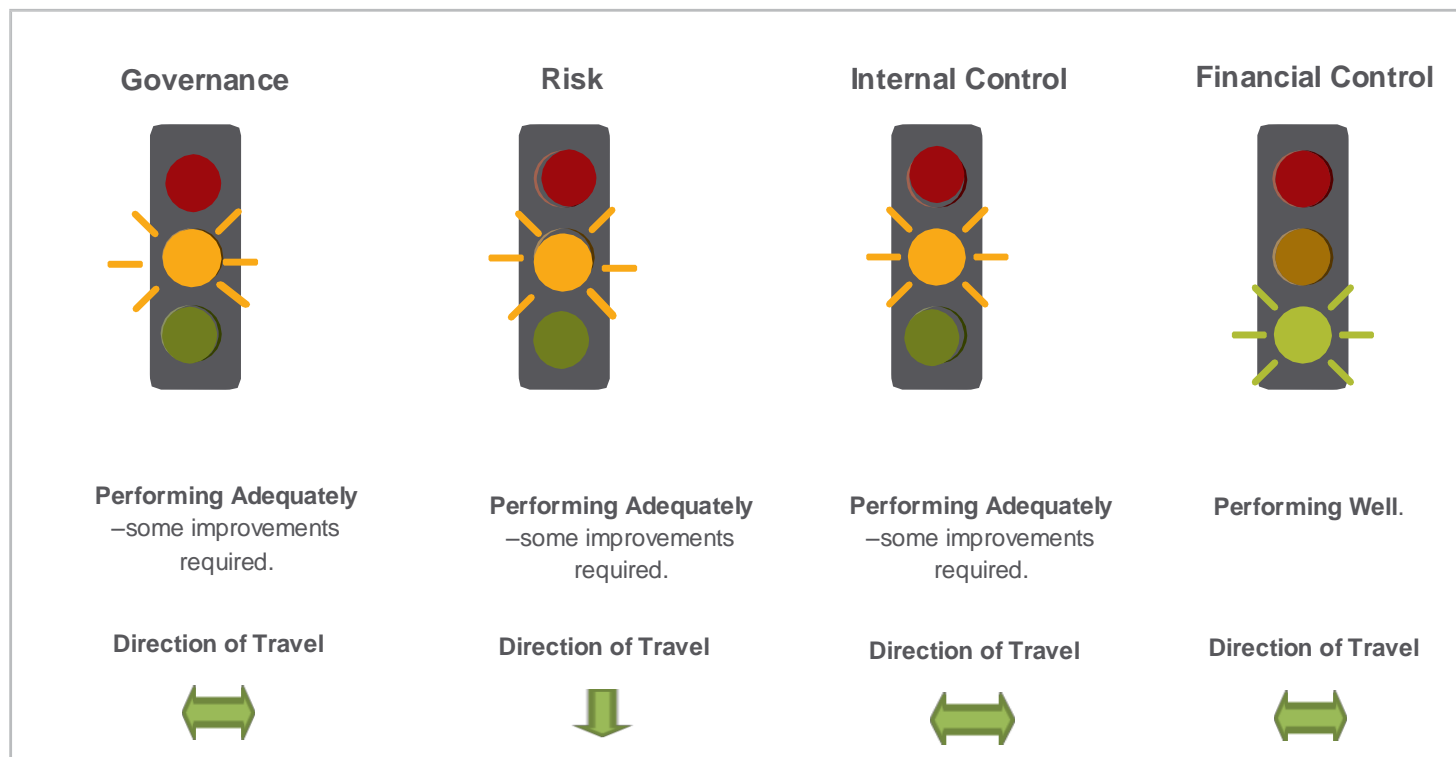 Governance
Risk
Internal Control
Financial Control
Performing Adequately
–some improvements
required.
Performing Adequately
–some improvements
required.
Performing Adequately
–some improvements
required.
Performing Well.
Direction of Travel
Direction of Travel
Direction of Travel
Direction of Travel